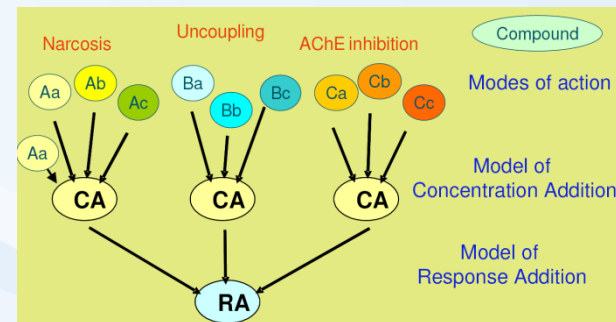 Narcosis
Uncoupling
AChE inhibition
Compound
Aa
Ab
Ac
Ba
Bb
Bc
Ca
Cb
Cc
Modes of action
Aa
CA
CA
CA
Model of
Concentration Addition
Model of
Response Addition
RA